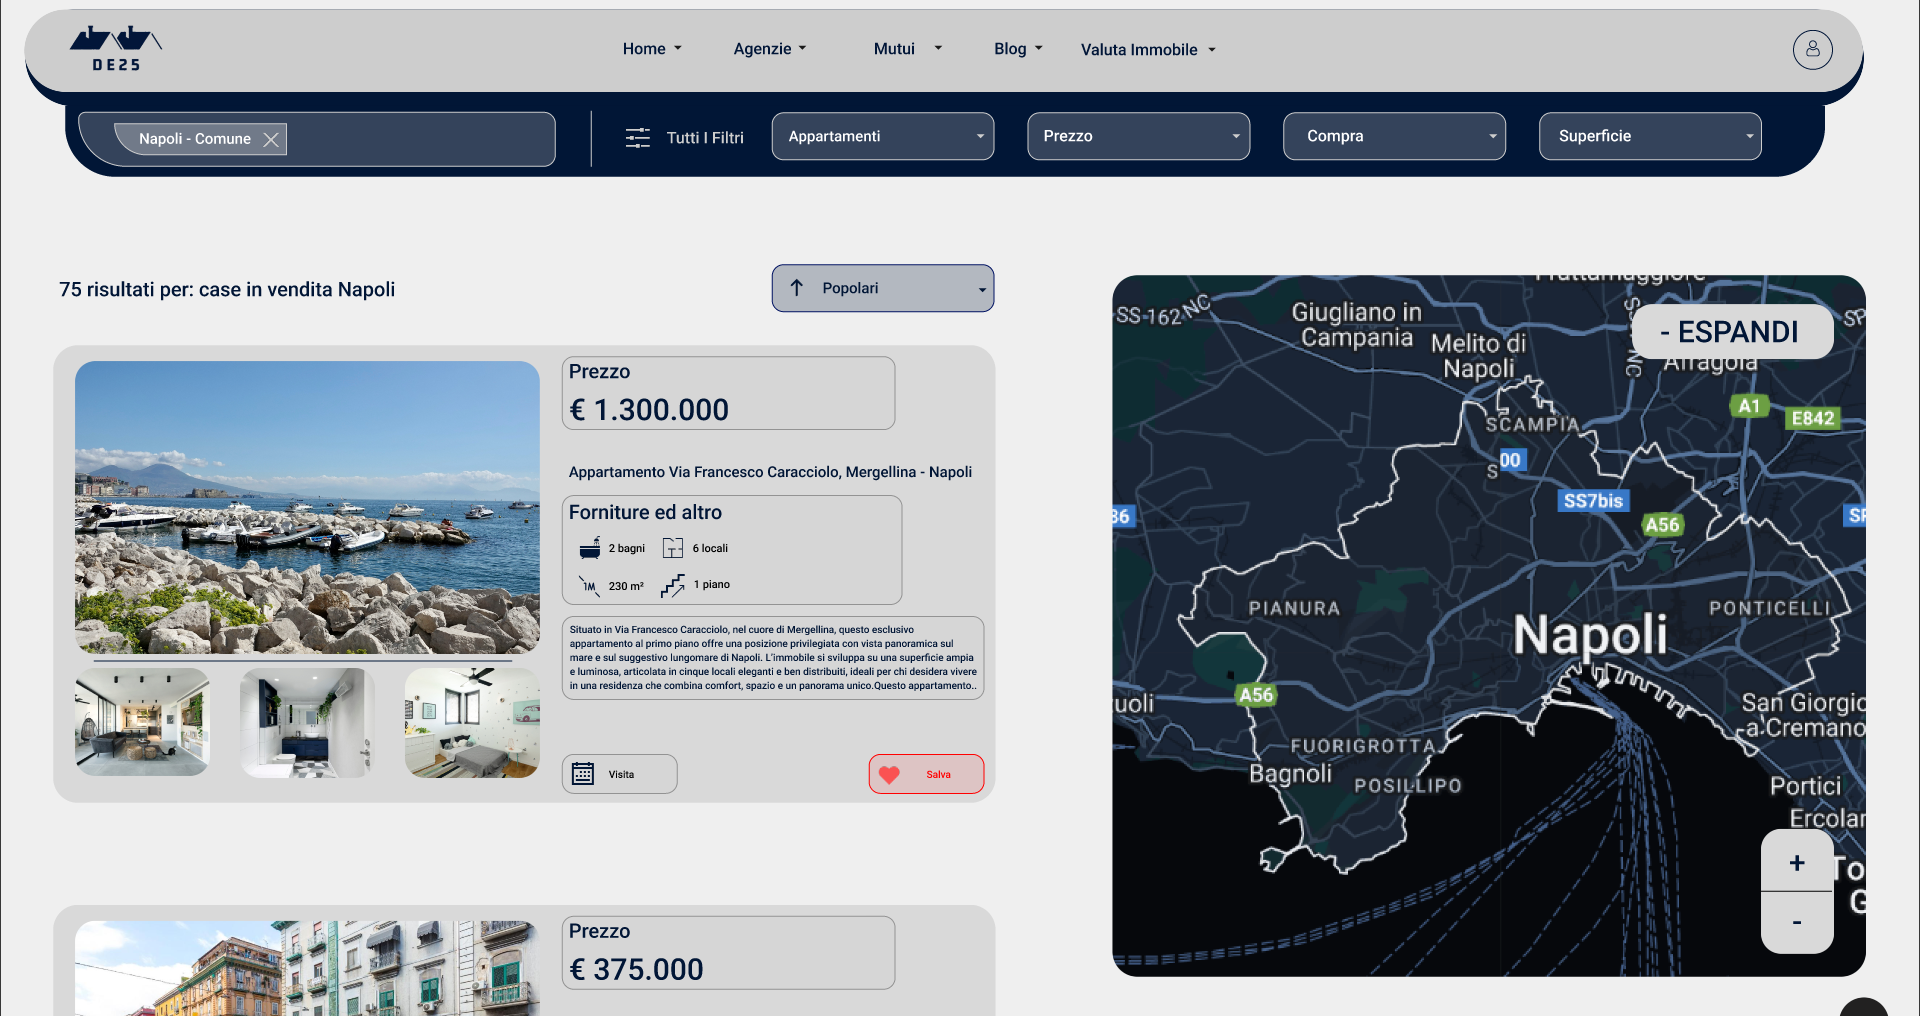 DE25
Home
Agenzie
Mutui
Blog
Valuta Immobile
Napoli - Comune
Tutti I Filtri
Appartamenti
Prezzo
Compra
Superficie
75 risultati per: case in vendita Napoli
Popolari
Prezzo
€ 1.300.000
Appartamento Via Francesco Caracciolo, Mergellina - Napoli
Forniture ed altro
2 bagni
6 locali
1M
230 m²
1 piano
Situato in Via Francesco Caracciolo, nel cuore di Mergellina, questo esclusivo
appartamento al primo piano offre una posizione privilegiata con vista panoramica sul
mare e sul suggestivo lungomare di Napoli. L'immobile si sviluppa su una superficie ampia
e luminosa, articolata in cinque locali eleganti e ben distribuiti, ideali per chi desidera vivere
in una residenza che combina comfort, spazio e un panorama unico.Questo appartamento..
Visita
Salva
Prezzo
€ 375.000
SS-162 NC
Giugliano in
Campania
Melito di
Napoli
- ESPANDI
Afragola
A1
E842
SCAMPIA
S
00
SS7bis
A56
36
SP
PIANURA
Napoli
PONTICELLI
A56
uoli
San Giorgio
a Cremano
FUORIGROTTA
Bagnoli
POSILLIPO
Portici
Ercolan
+
-
To
G